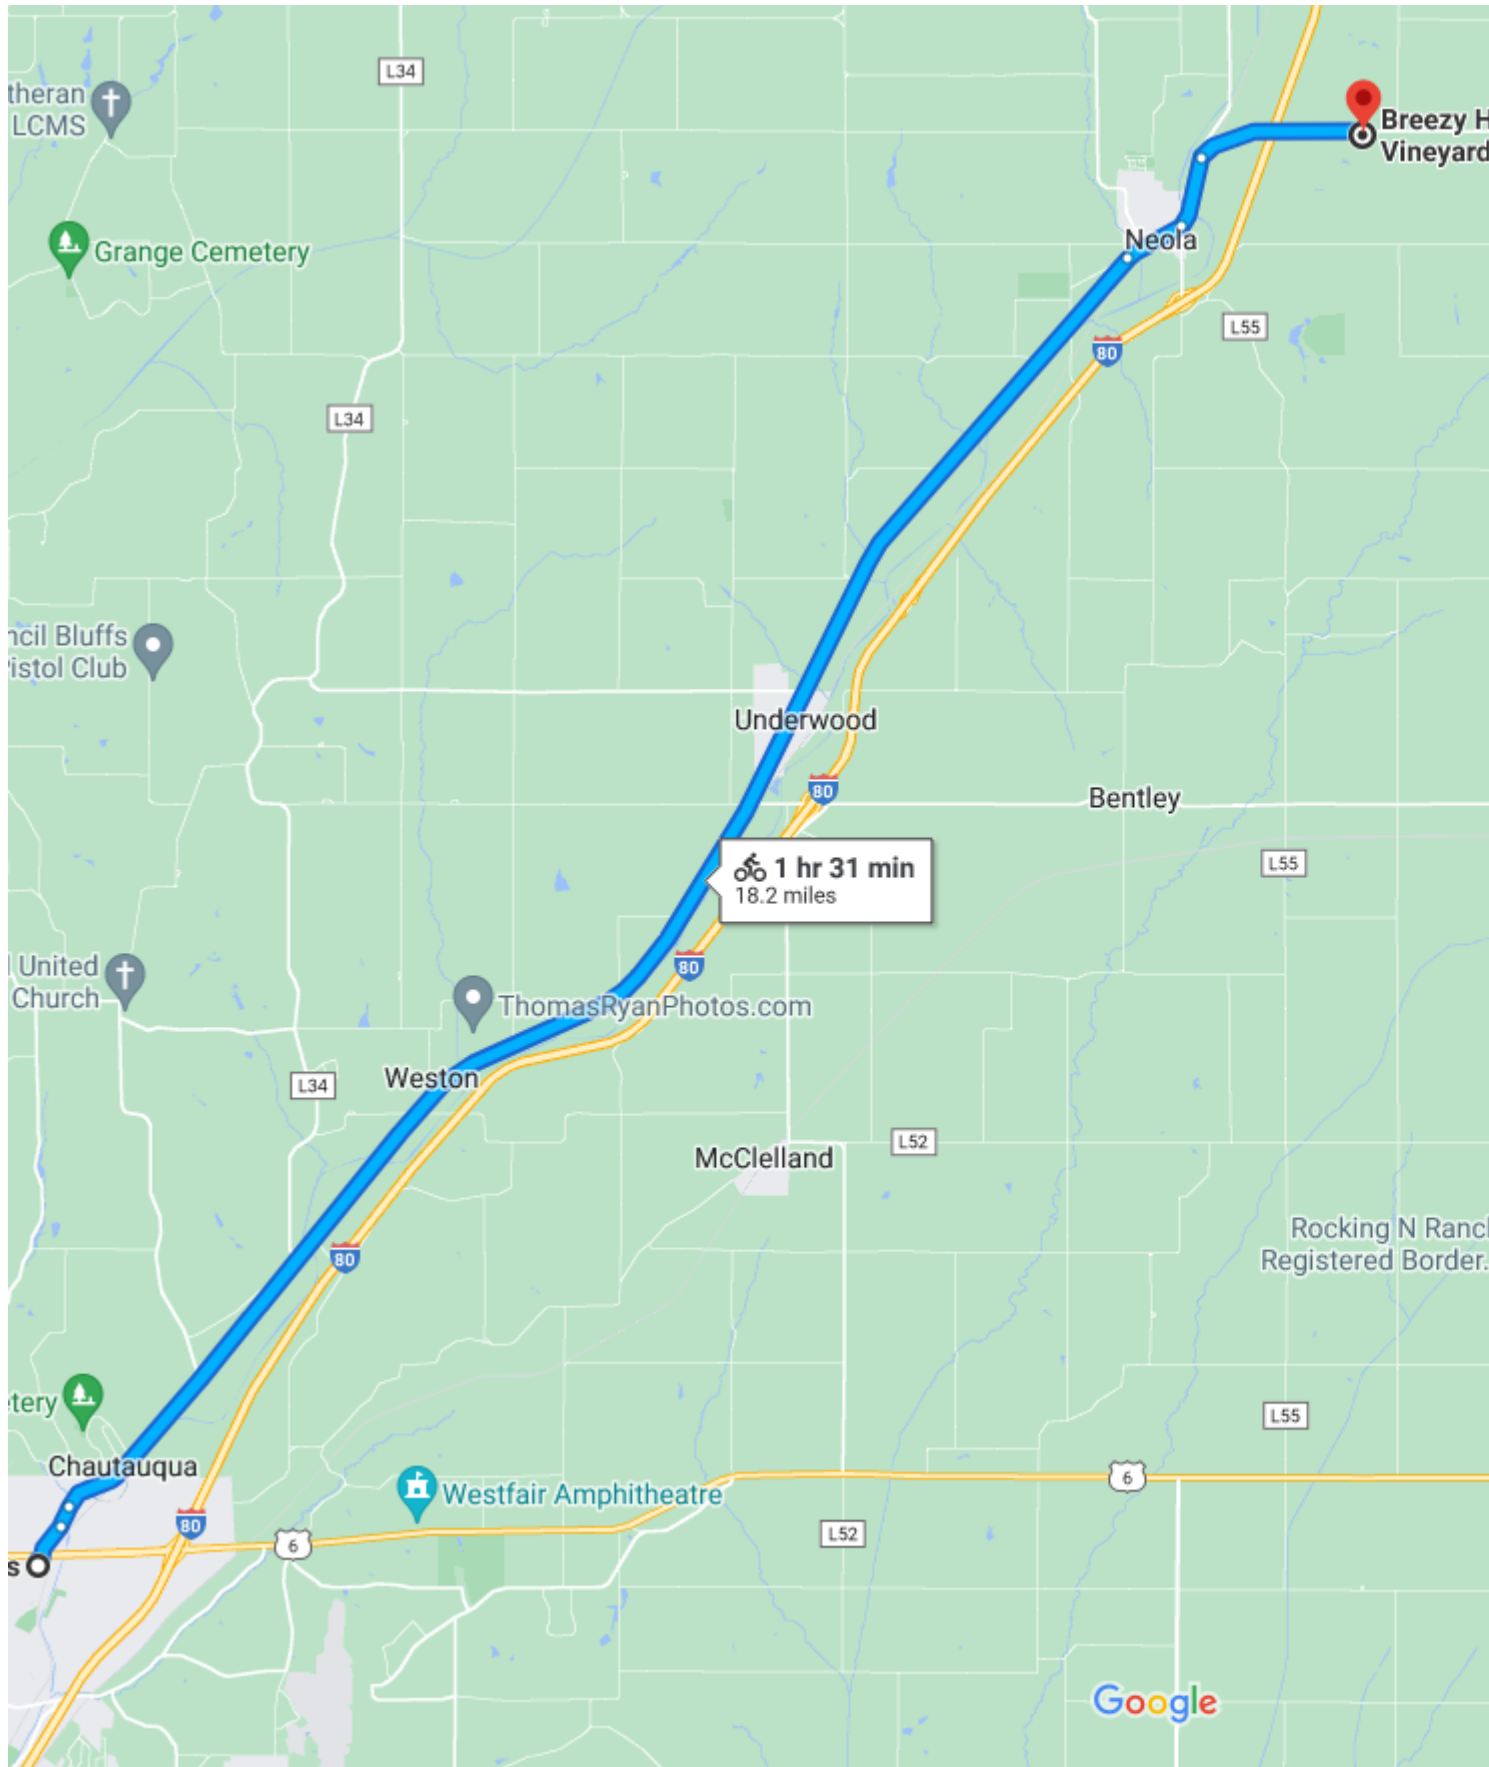 L34
theran
LCMS
Breezy H
Vineyard
Grange Cemetery
Neola
L55
80
L34
ncil Bluffs
Pistol Club
Underwood
80
Bentley
1 hr 31 min
18.2 miles
L55
80
l United
Church
ThomasRyanPhotos.com
Weston
L34
L52
McClelland
Rocking N Ranc
Registered Border.
80
etery
L55
Chautauqua
6
Westfair Amphitheatre
80
L52
6
s
Google